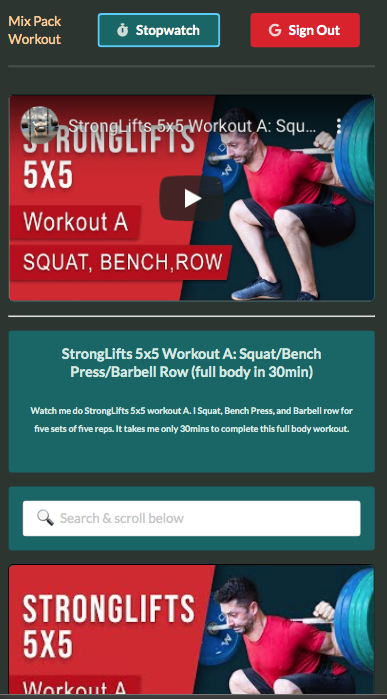 Mix Pack
Workout
Stopwatch
G Sign Out
StrongLifts 5x5 Workout A: Squ...
STRONGLIFTS
5X5
Workout A
SQUAT, BENCH,ROW
StrongLifts 5x5 Workout A: Squat/Bench
Press/Barbell Row (full body in 30min)
Watch me do StrongLifts 5x5 workout A. I Squat, Bench Press, and Barbell row for
five sets of five reps. It takes me only 30mins to complete this full body workout.
Search & scroll below
STRONGLIFTS
5X5
Workout A